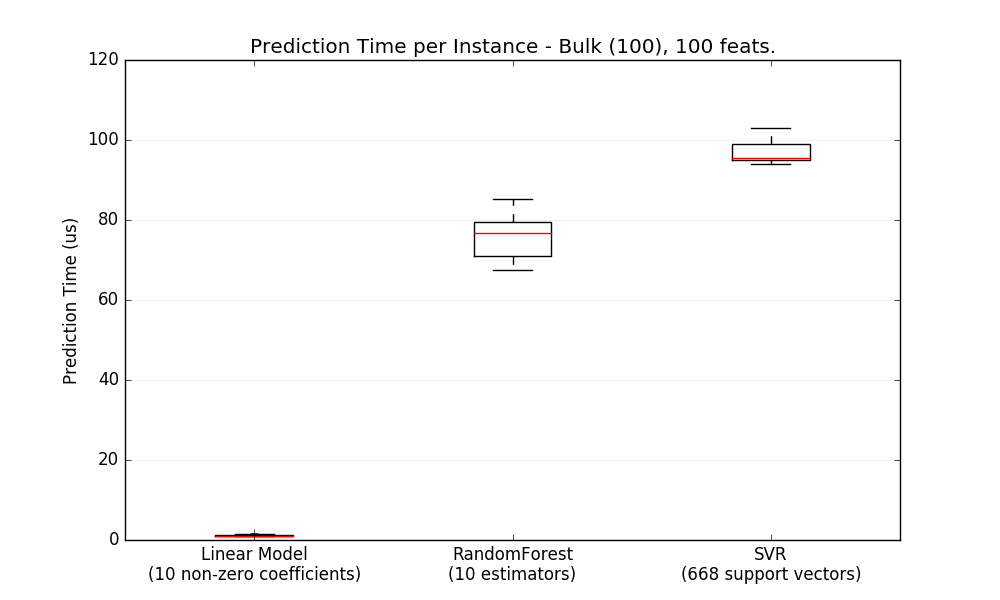 Prediction Time per Instance - Bulk (100), 100 feats.
120
100
80
60
40
20
0
Prediction Time (us)
Linear Model
(10 non-zero coefficients)
RandomForest
(10 estimators)
SVR
(668 support vectors)